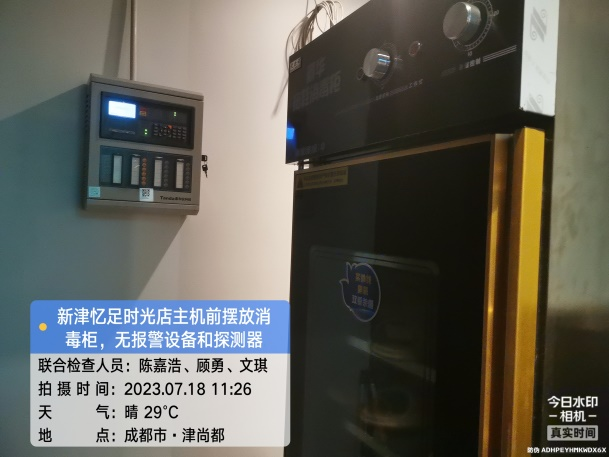 新津忆足时光店主机前摆放消
毒柜，无报警设备和探测器
联合检查人员：陈嘉浩、顾勇、文琪
拍摄时间：2023.07.18 11:26
天 气：晴 29°C
地 点：成都市·津尚都
今日水印
相机
真实时间
防伪 ADHPEYHMKWDX6X